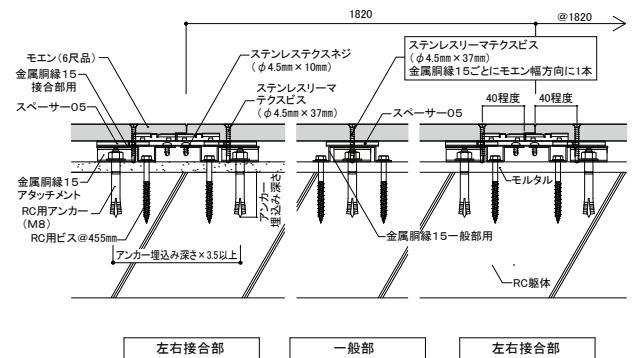 1820
@1820
モエン(6尺品)
金属胴縁15
接合部用
スペーサー05
ステンレステクスネジ
(φ4.5mm×10mm)
ステンレスリーマ
テクスビス
(φ4.5mm×37mm)
ステンレスリーマテクスビス
(φ4.5mm×37mm)
金属胴縁15ごとにモエン幅方向に1本
スペーサー05
40程度
40程度
金属胴縁15
アタッチメント
RC用アンカー
(M8)
RC用ビス@455mm
アンカー
埋込み深さ
アンカー埋込み深さ×3.5以上
モルタル
金属胴縁15一般部用
RC躯体
左右接合部
一般部
左右接合部